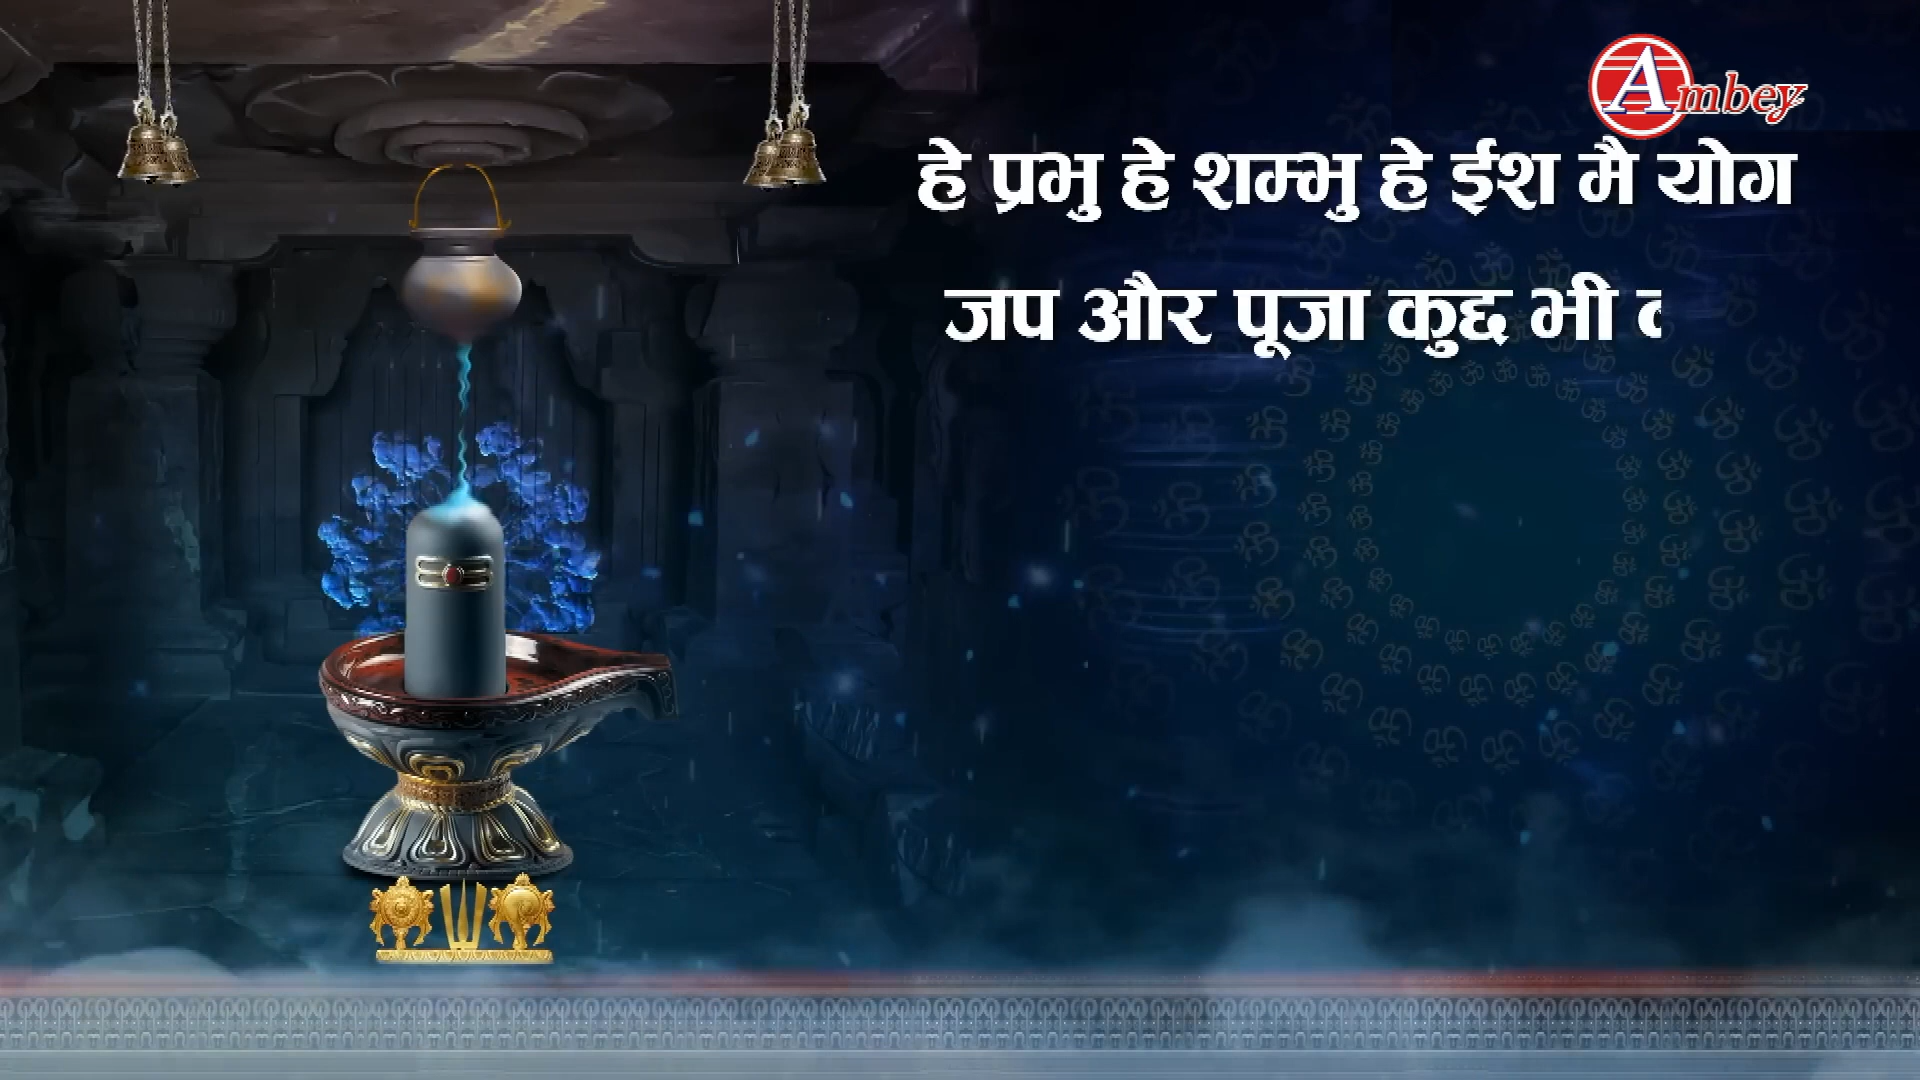 Ambey
हे प्रभु हे शम्भु हे ईश मै योग
जप और पूजा कुद्द भी